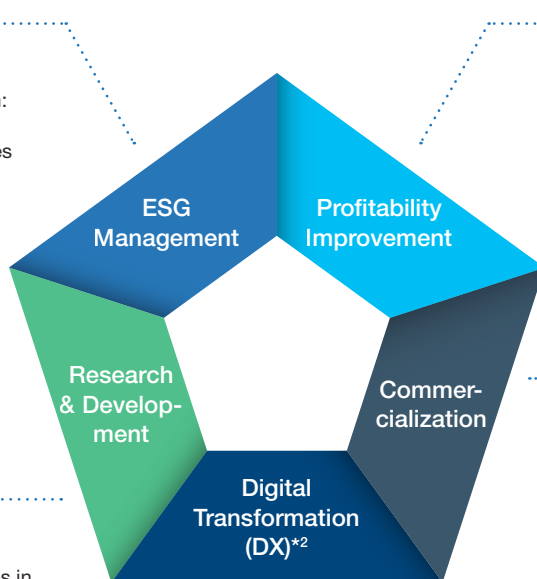 ESG
Management
Profitability
Improvement
Research
& Develop-
ment
Commer-
cialization
Digital
Transformation
(DX)*2